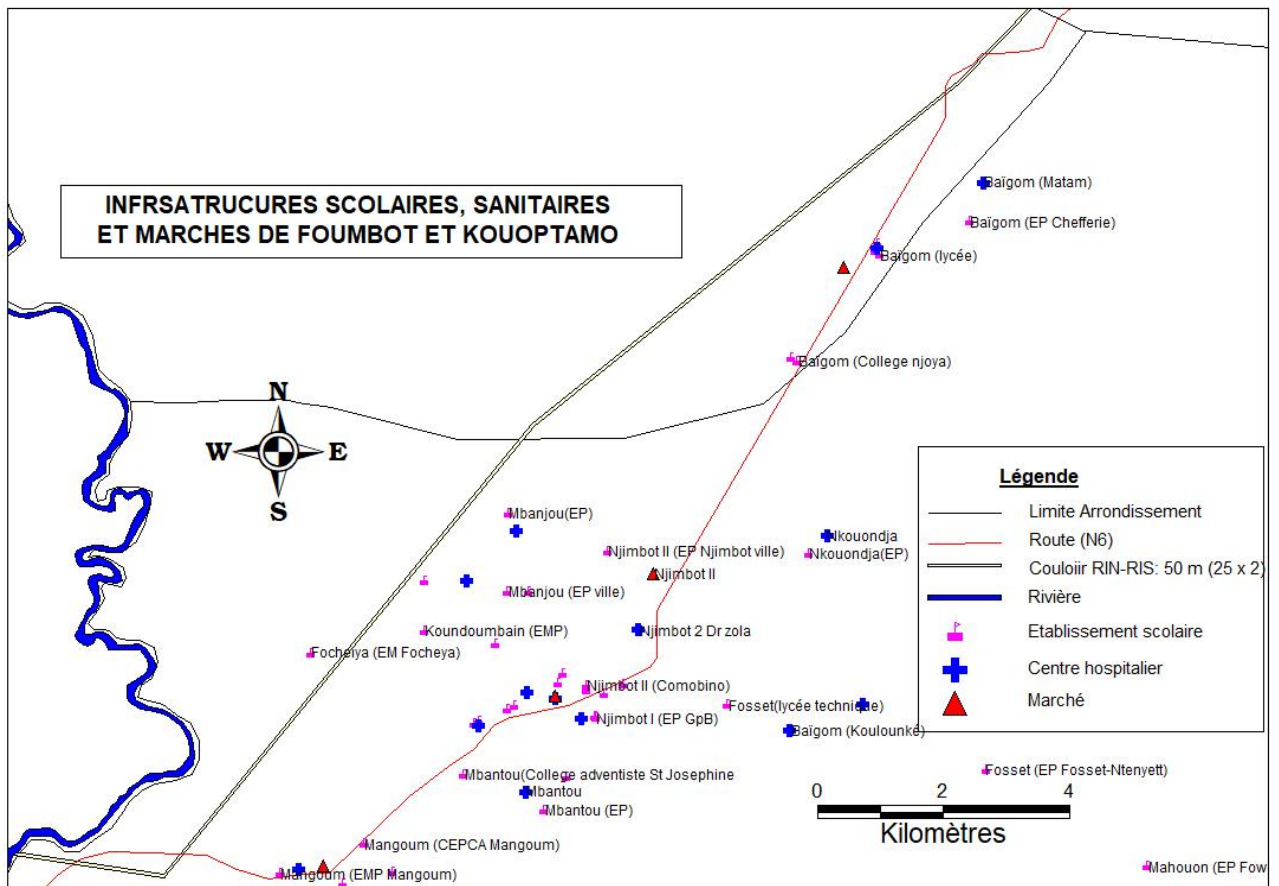 INFRSATRUCURES SCOLAIRES, SANITAIRES
ET MARCHES DE FOUMBOT ET KOUOPTAMO
Baïgom (Matam)
Baïgom (EP Chefferie)
Baïgom (lycée)
Baïgom (College njoya)
N
W
E
S
Légende
Limite Arrondissement
Route (N6)
Couloiir RIN-RIS: 50 m (25 x 2)
Rivière
Etablissement scolaire
Centre hospitalier
Marché
Mbanjou(EP)
Nkouondja
Njimbot II (EP Njimbot ville)
Nkouondja(EP)
Njimbot II
Mbanjou (EP ville)
Koundoumbain (EMP)
Njimbot 2 Dr zola
Focheiya (EM Focheya)
Njimbot II (Comobino)
Fosset(lycée technique)
Njimbot I (EP GpB)
Baïgom (Koulounké)
Mbantou(College adventiste St Josephine
Fosset (EP Fosset-Ntenyett)
Mbantou
Mbantou (EP)
0 2 4
Kilomètres
Mangoum (CEPCA Mangoum)
Mangoum (EMP Mangoum)
Mahouon (EP Fow